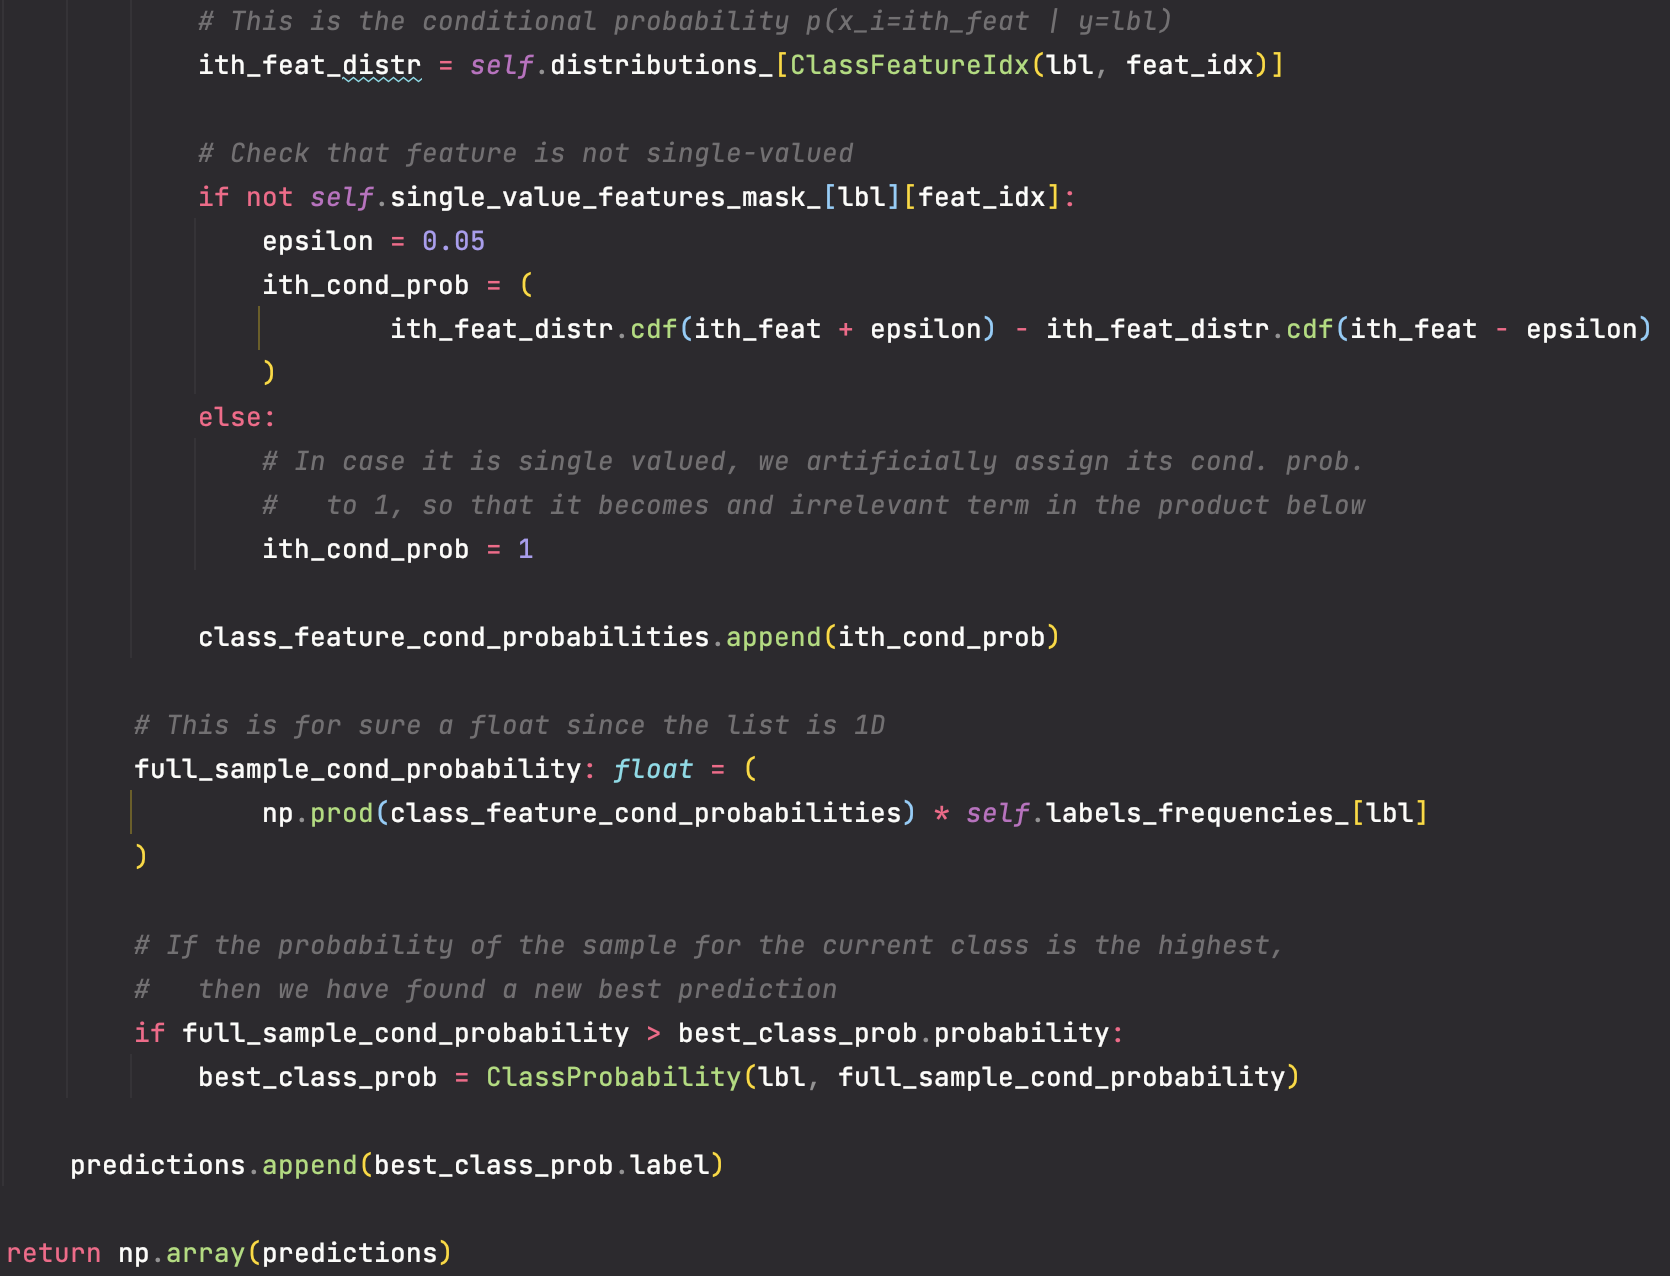 # This is the conditional probability p(x_i=ith_feat | y=lbl)
ith_feat_distr = self.distributions_[ClassFeatureIdx(lbl, feat_idx)]
# Check that feature is not single-valued
if not self.single_value_features_mask_[lbl][feat_idx]:
epsilon = 0.05
ith_cond_prob = (
ith_feat_distr.cdf(ith_feat + epsilon) - ith_feat_distr.cdf(ith_feat - epsilon)
)
else:
# In case it is single valued, we artificially assign its cond. prob.
#   to 1, so that it becomes and irrelevant term in the product below
ith_cond_prob = 1
class_feature_cond_probabilities.append(ith_cond_prob)
# This is for sure a float since the list is 1D
full_sample_cond_probability: float = (
np.prod(class_feature_cond_probabilities) * self.labels_frequencies_[lbl]
)
# If the probability of the sample for the current class is the highest,
#   then we have found a new best prediction
if full_sample_cond_probability > best_class_prob.probability:
best_class_prob = ClassProbability(lbl, full_sample_cond_probability)
predictions.append(best_class_prob.label)
return np.array(predictions)